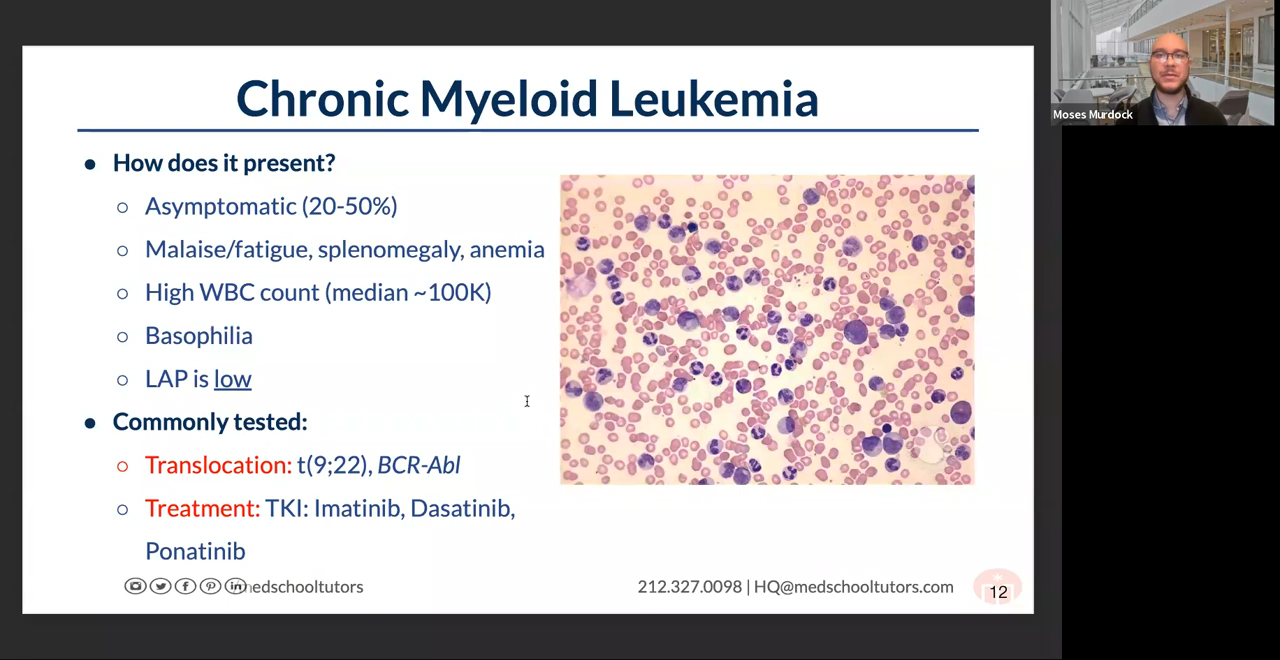 Chronic Myeloid Leukemia
Moses Murdock
● How does it present?
○ Asymptomatic (20-50%)
○ Malaise/fatigue, splenomegaly, anemia
○ High WBC count (median ~100K)
○ Basophilia
○ LAP is low
● Commonly tested:
○ Translocation: t(9;22), BCR-Abl
○ Treatment: TKI: Imatinib, Dasatinib,
Ponatinib
medschooltutors
212.327.0098 | HQ@medschooltutors.com
12